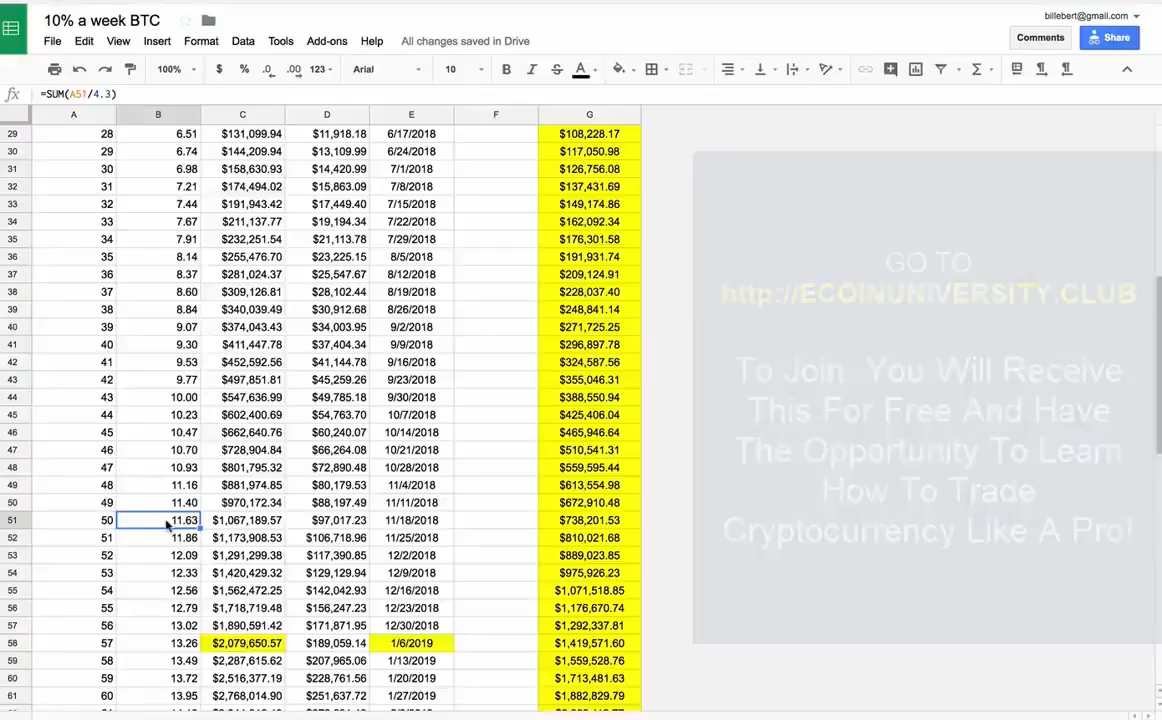 10% a week BTC
billebert@gmail.com
File Edit View Insert Format Data Tools Add-ons Help All changes saved in Drive
Comments
Share
100% $ % .0 .00 123 Arial 10 B I S A
fx =SUM(A51/4.3)
A B C D E F G
29 28 6.51 $131,099.94 $11,918.18 6/17/2018 $108,228.17
30 29 6.74 $144,209.94 $13,109.99 6/24/2018 $117,050.98
31 30 6.98 $158,630.93 $14,420.99 7/1/2018 $126,756.08
32 31 7.21 $174,494.02 $15,863.09 7/8/2018 $137,431.69
33 32 7.44 $191,943.42 $17,449.40 7/15/2018 $149,174.86
34 33 7.67 $211,137.77 $19,194.34 7/22/2018 $162,092.34
35 34 7.91 $232,251.54 $21,113.78 7/29/2018 $176,301.58
36 35 8.14 $255,476.70 $23,225.15 8/5/2018 $191,931.74
37 36 8.37 $281,024.37 $25,547.67 8/12/2018 $209,124.91
38 37 8.60 $309,126.81 $28,102.44 8/19/2018 $228,037.40
39 38 8.84 $340,039.49 $30,912.68 8/26/2018 $248,841.14
40 39 9.07 $374,043.43 $34,003.95 9/2/2018 $271,725.25
41 40 9.30 $411,447.78 $37,404.34 9/9/2018 $296,897.78
42 41 9.53 $452,592.56 $41,144.78 9/16/2018 $324,587.56
43 42 9.77 $497,851.81 $45,259.26 9/23/2018 $355,046.31
44 43 10.00 $547,636.99 $49,785.18 9/30/2018 $388,550.94
45 44 10.23 $602,400.69 $54,763.70 10/7/2018 $425,406.04
46 45 10.47 $662,640.76 $60,240.07 10/14/2018 $465,946.64
47 46 10.70 $728,904.84 $66,264.08 10/21/2018 $510,541.31
48 47 10.93 $801,795.32 $72,890.48 10/28/2018 $559,595.44
49 48 11.16 $881,974.85 $80,179.53 11/4/2018 $613,554.98
50 49 11.40 $970,172.34 $88,197.49 11/11/2018 $672,910.48
51 50 11.63 $1,067,189.57 $97,017.23 11/18/2018 $738,201.53
52 51 11.86 $1,173,908.53 $106,718.96 11/25/2018 $810,021.68
53 52 12.09 $1,291,299.38 $117,390.85 12/2/2018 $889,023.85
54 53 12.33 $1,420,429.32 $129,129.94 12/9/2018 $975,926.23
55 54 12.56 $1,562,472.25 $142,042.93 12/16/2018 $1,071,518.85
56 55 12.79 $1,718,719.48 $156,247.23 12/23/2018 $1,176,670.74
57 56 13.02 $1,890,591.42 $171,871.95 12/30/2018 $1,292,337.81
58 57 13.26 $2,079,650.57 $189,059.14 1/6/2019 $1,419,571.60
59 58 13.49 $2,287,615.62 $207,965.06 1/13/2019 $1,559,528.76
60 59 13.72 $2,516,377.19 $228,761.56 1/20/2019 $1,713,481.63
61 60 13.95 $2,768,014.90 $251,637.72 1/27/2019 $1,882,829.79
GO TO
http://ECOINUNIVERSITY.CLUB
To Join. You Will Receive
This For Free And Have
The Opportunity To Learn
How To Trade
Cryptocurrency Like A Pro!